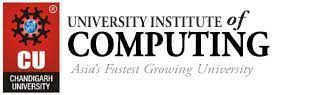 UNIVERSITY INSTITUTE of
COMPUTING
Asia's Fastest Growing University
®
CU
CHANDIGARH
UNIVERSITY